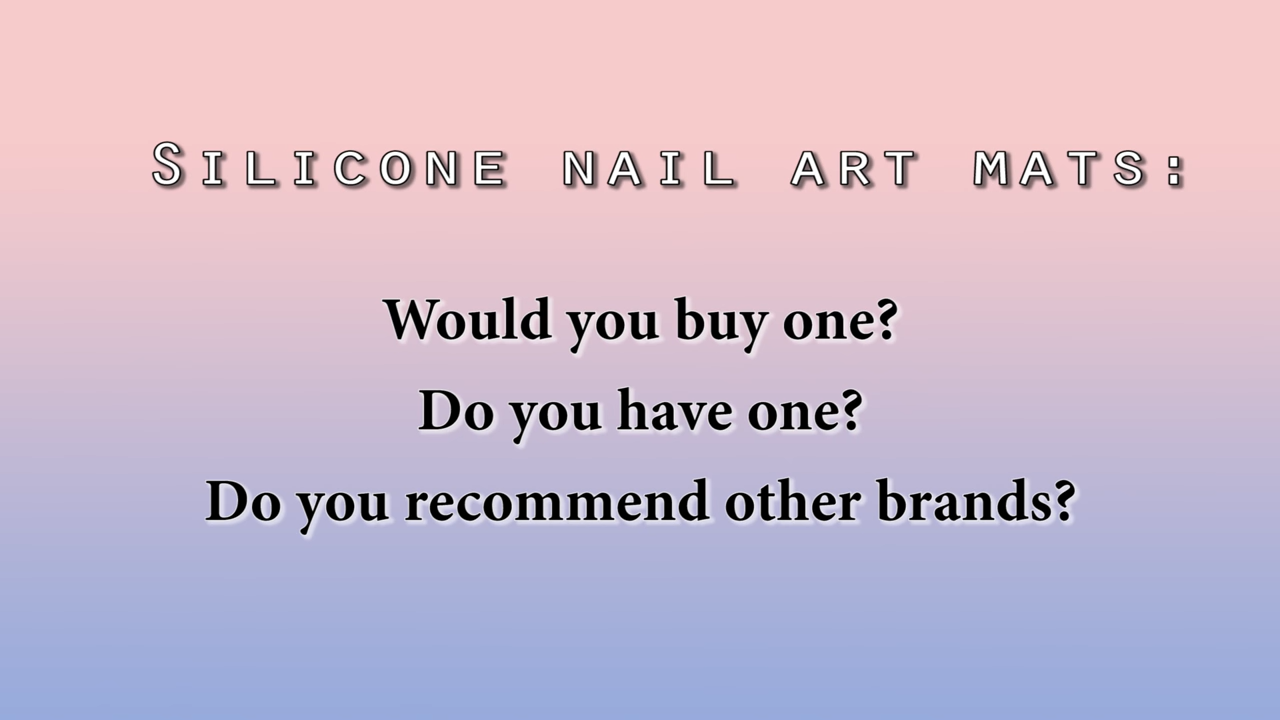 Silicone nail art mats:
Would you buy one?
Do you have one?
Do you recommend other brands?